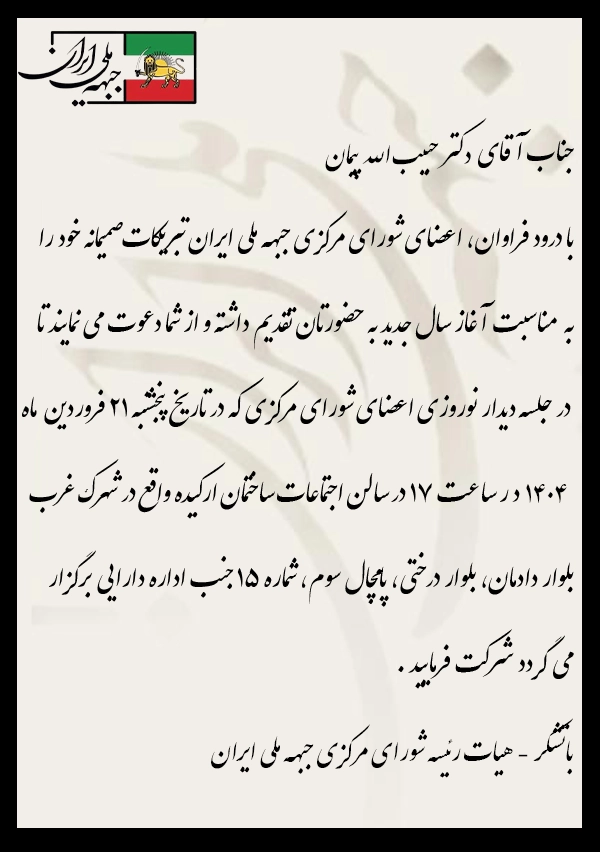 جبهه ملی ایران
جناب آقای دکتر حبیب الله پیمان
با درود فراوان، اعضای شورای مرکزی جبهه ملی ایران تبریکات صمیمانه خود را
به مناسبت آغاز سال جدید به حضورتان تقدیم داشته و از شما دعوت می نمایند تا
در جلسه دیدار نوروزی اعضای شورای مرکزی که در تاریخ پنجشبه ۲۱ فروردین ماه
۱۴۰۴ در ساعت ۱۷ در سالن اجتماعات ساختمان ارکیده واقع در شهرک غرب
بلوار دادمان، بلوار درختی، پامچال سوم، شماره ۱۵ جنب اداره دارایی برگزار
می گردد شرکت فرمایید .
باتشکر - هیات رئیسه شورای مرکزی جبهه ملی ایران